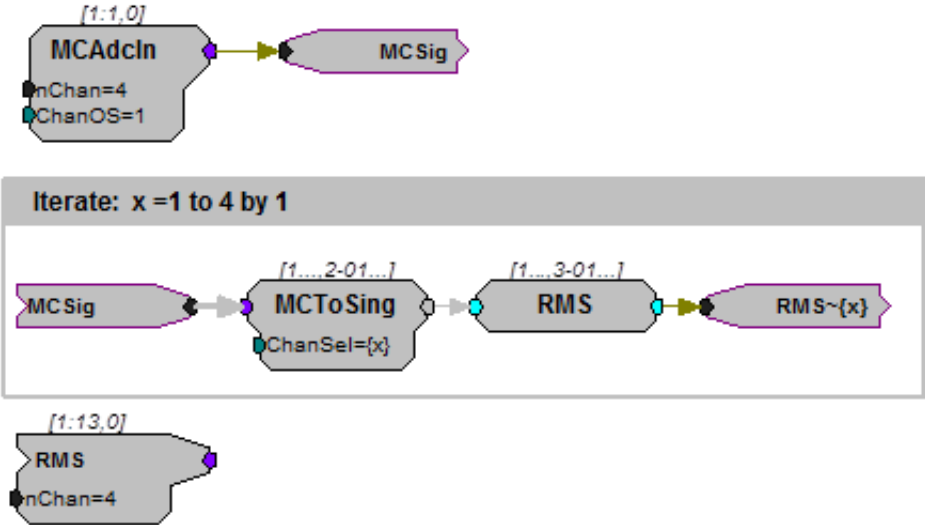 [1:1,0]
MCAdcIn
MCSig
nChan=4
ChanOS=1
Iterate: x =1 to 4 by 1
[1...,2-01...]
[1...,3-01...]
MCSig
MCToSing
RMS
RMS~{x}
ChanSel={x}
[1:13,0]
RMS
nChan=4